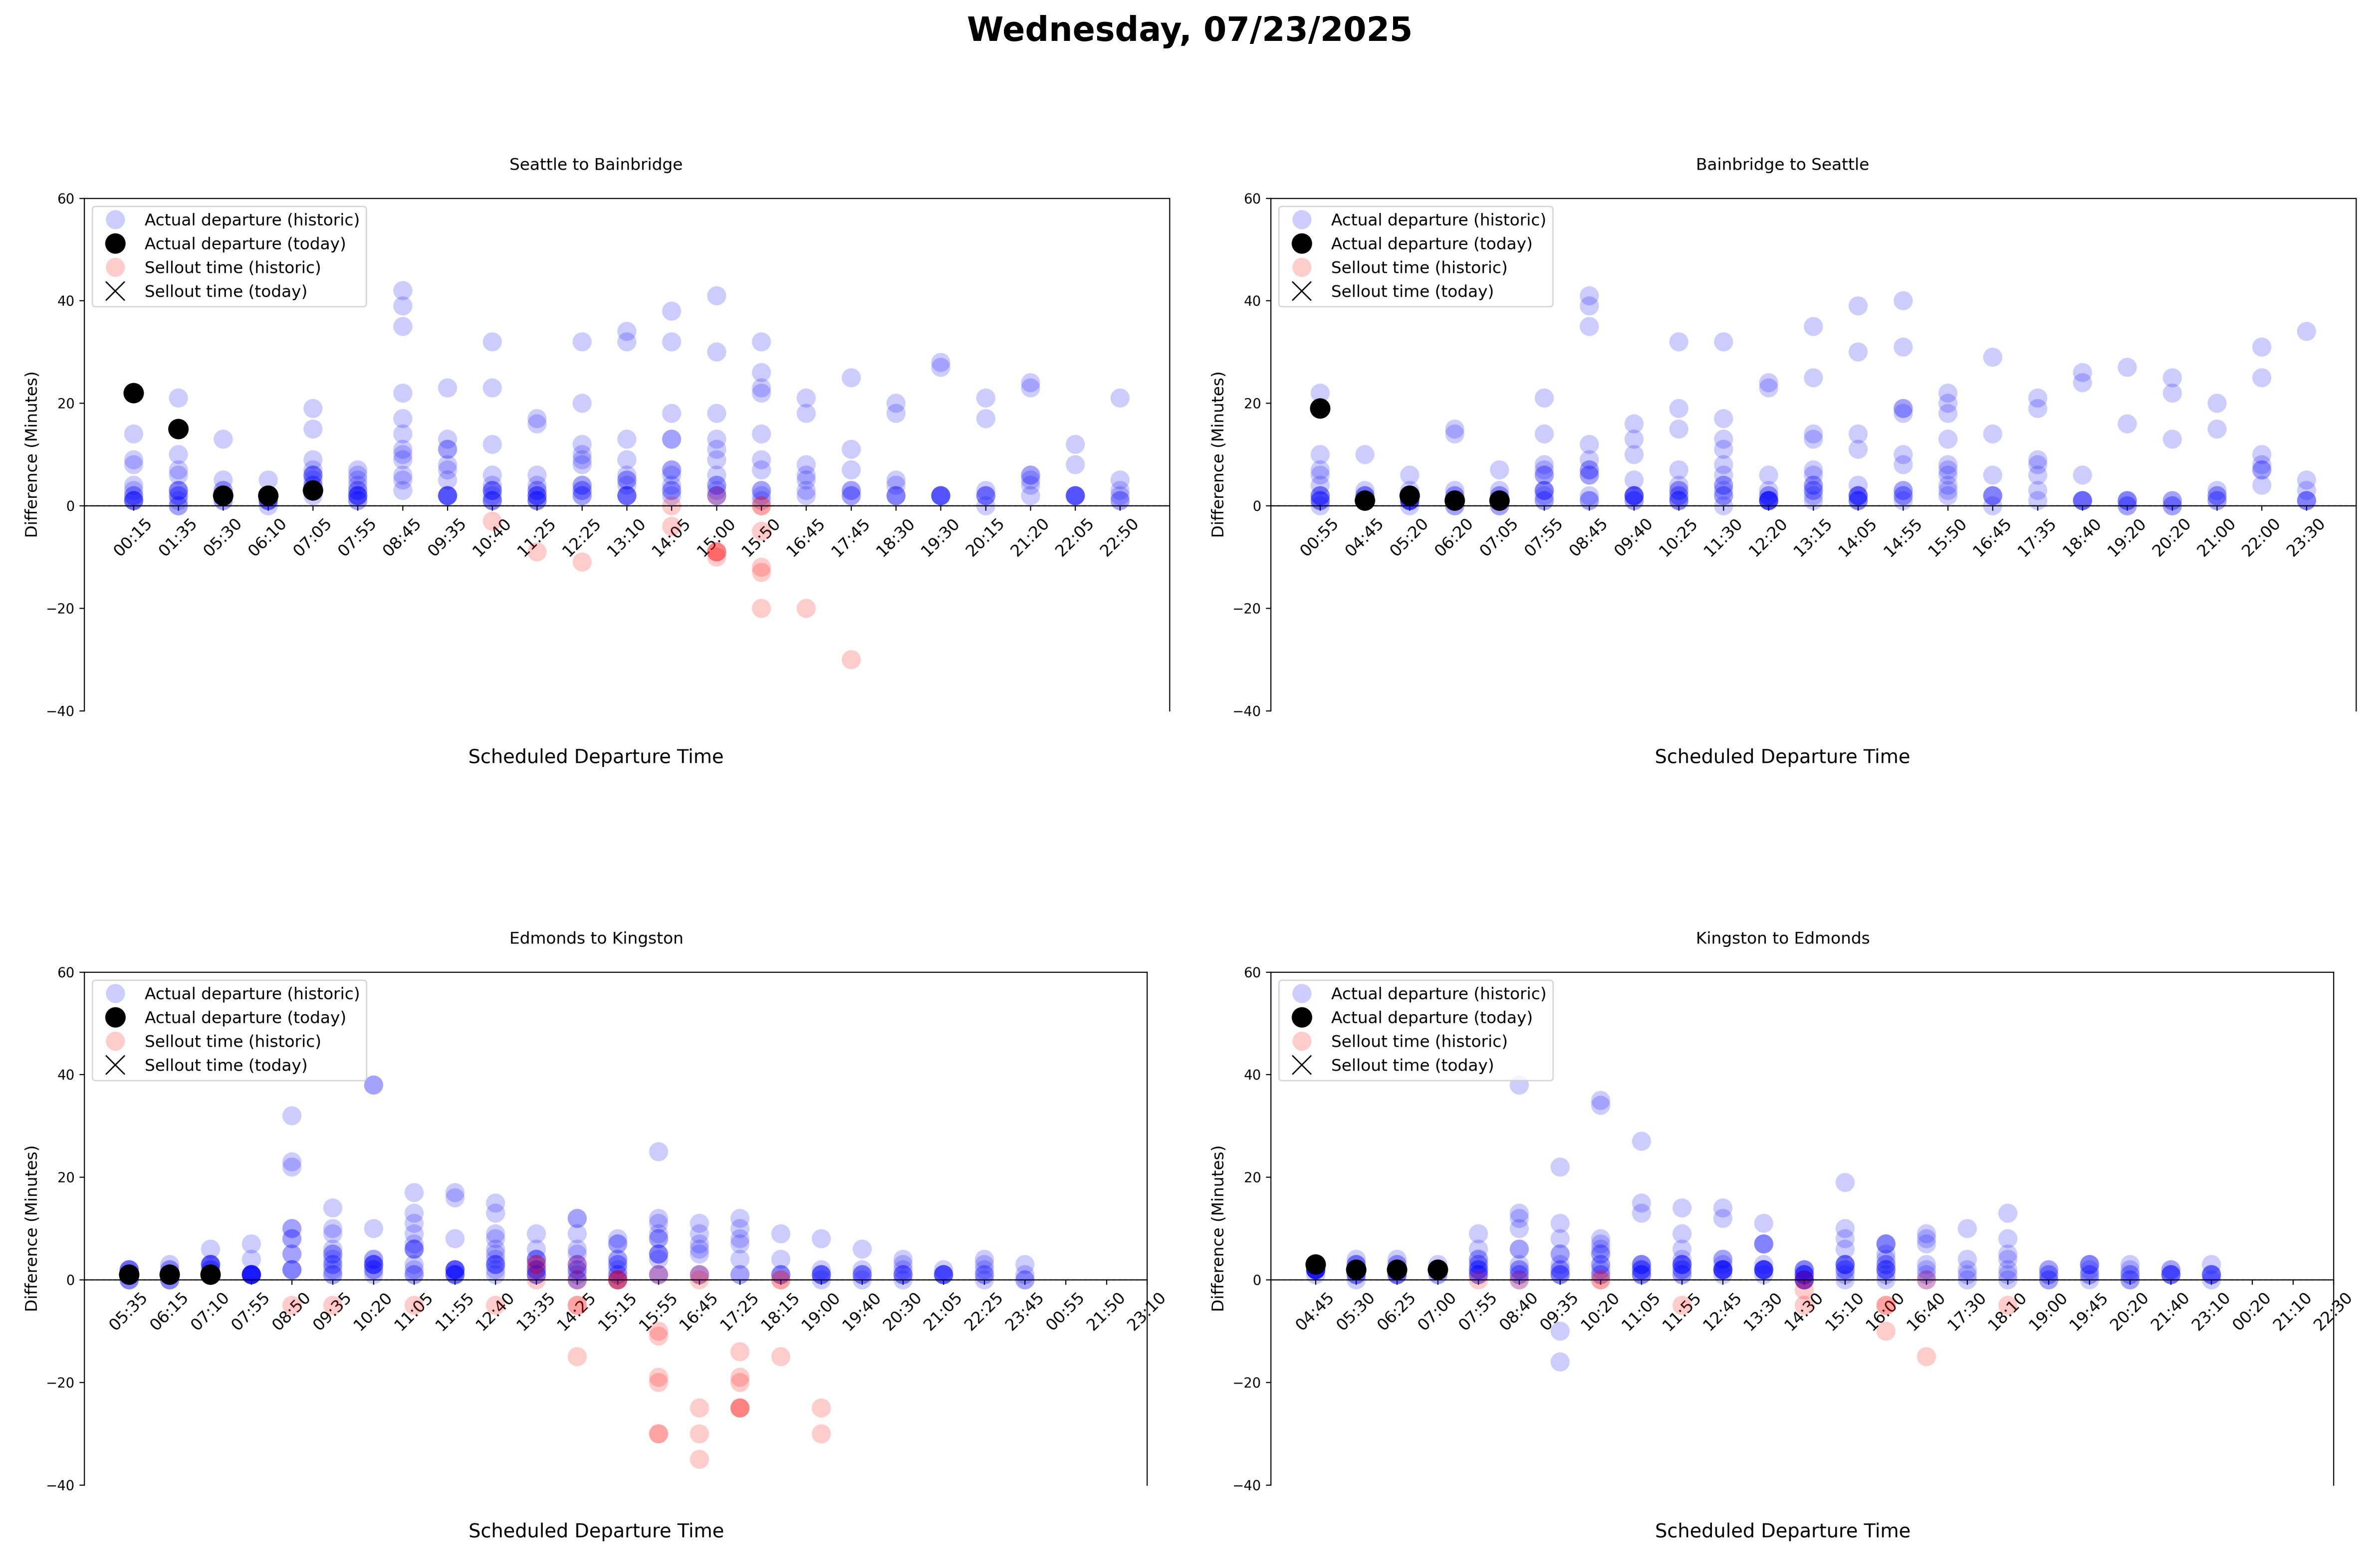 Wednesday, 07/23/2025
Seattle to Bainbridge
60
40
20
0
−20
−40
Difference (Minutes)
Actual departure (historic)
Actual departure (today)
Sellout time (historic)
Sellout time (today)
00:15 01:35 05:30 06:10 07:05 07:55 08:45 09:35 10:40 11:25 12:25 13:10 14:05 15:00 15:50 16:45 17:45 18:30 19:30 20:15 21:20 22:05 22:50
Scheduled Departure Time
Bainbridge to Seattle
60
40
20
0
−20
−40
Difference (Minutes)
Actual departure (historic)
Actual departure (today)
Sellout time (historic)
Sellout time (today)
00:55 04:45 05:20 06:20 07:05 07:55 08:45 09:40 10:25 11:30 12:20 13:15 14:05 14:55 15:50 16:45 17:35 18:40 19:20 20:20 21:00 22:00 23:30
Scheduled Departure Time
Edmonds to Kingston
60
40
20
0
−20
−40
Difference (Minutes)
Actual departure (historic)
Actual departure (today)
Sellout time (historic)
Sellout time (today)
05:35 06:15 07:10 07:55 08:50 09:35 10:20 11:05 11:55 12:40 13:35 14:25 15:15 15:55 16:45 17:25 18:15 19:00 19:40 20:30 21:05 22:25 23:45 00:55 21:50 23:10
Scheduled Departure Time
Kingston to Edmonds
60
40
20
0
−20
−40
Difference (Minutes)
Actual departure (historic)
Actual departure (today)
Sellout time (historic)
Sellout time (today)
04:45 05:30 06:25 07:00 07:55 08:40 09:35 10:20 11:05 11:55 12:45 13:30 14:30 15:10 16:00 16:40 17:30 18:10 19:00 19:45 20:20 21:40 23:10 00:20 21:10 22:30
Scheduled Departure Time